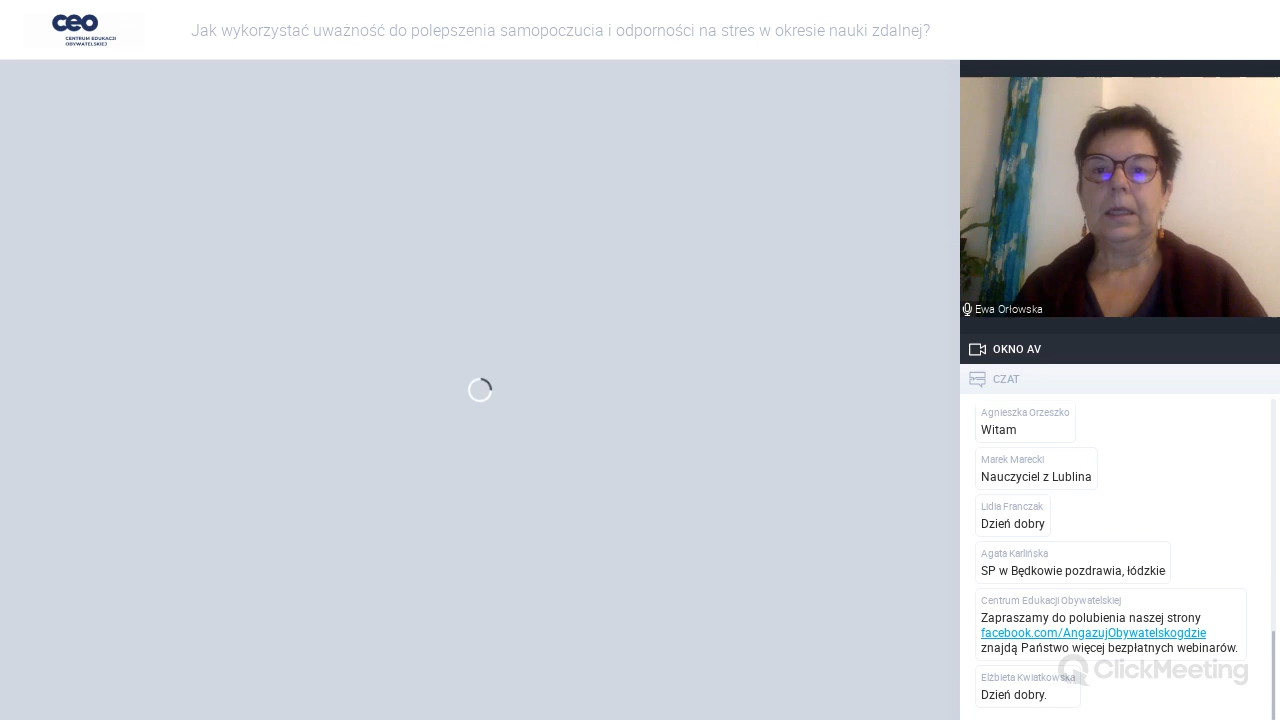 ceo
CENTRUM EDUKACJI
OBYWATELSKIEJ
Jak wykorzystać uważność do polepszenia samopoczucia i odporności na stres w okresie nauki zdalnej?
Ewa Orłowska
OKNO AV
CZAT
Agnieszka Orzeszko
Witam
Marek Marecki
Nauczyciel z Lublina
Lidia Franczak
Dzień dobry
Agata Karlińska
SP w Będkowie pozdrawia, łódzkie
Centrum Edukacji Obywatelskiej
Zapraszamy do polubienia naszej strony
facebook.com/AngazujObywatelskogdzie
znajdą Państwo więcej bezpłatnych webinarów.
ClickMeeting
Elżbieta Kwiatkowska
Dzień dobry.